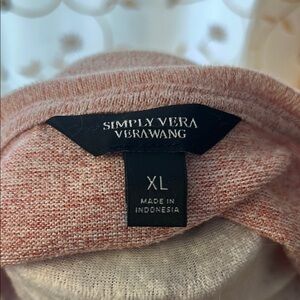 SIMPLY VERA
VERAWANG
XL
MADE IN
INDONESIA